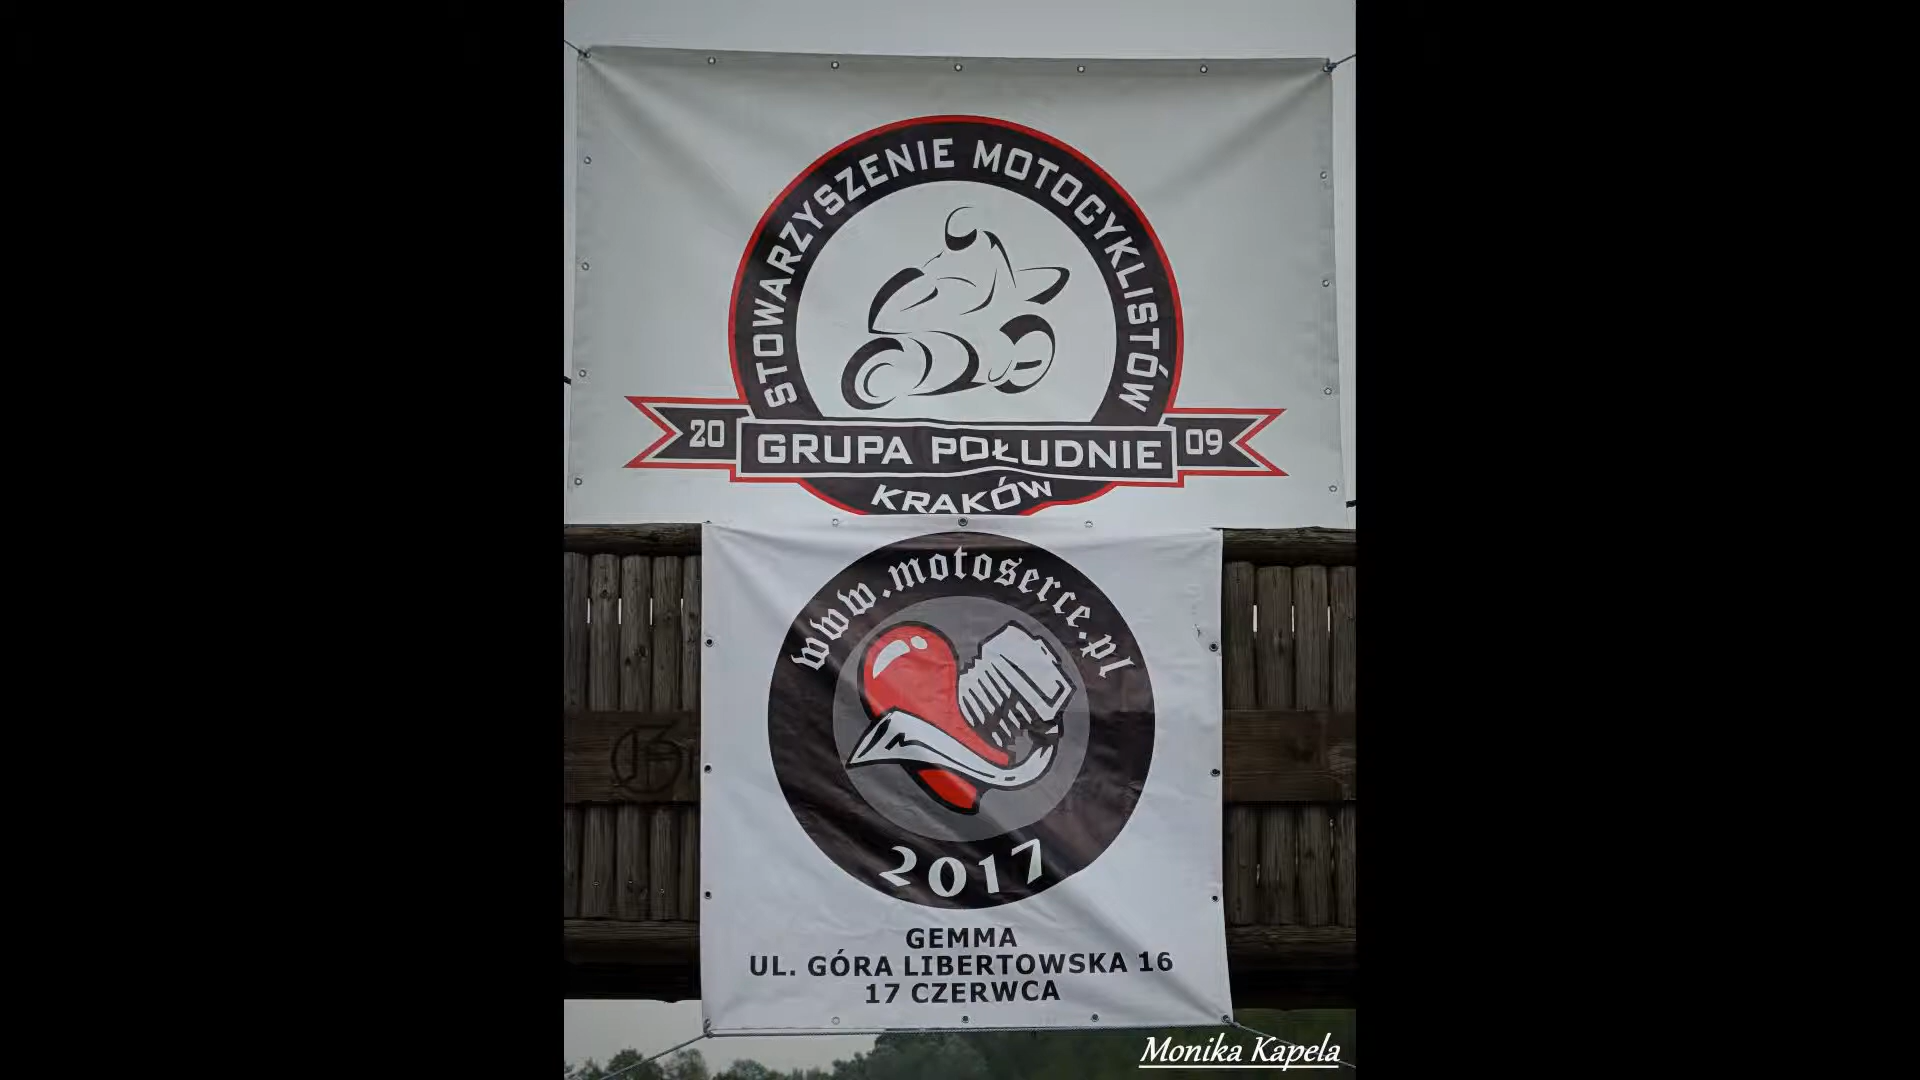 STOWARZYSZENIE MOTOCYKLISTÓW
20 GRUPA POŁUDNIE 09
KRAKÓW
www.motoserce.pl
2017
GEMMA
UL. GÓRA LIBERTOWSKA 16
17 CZERWCA
Monika Kapela